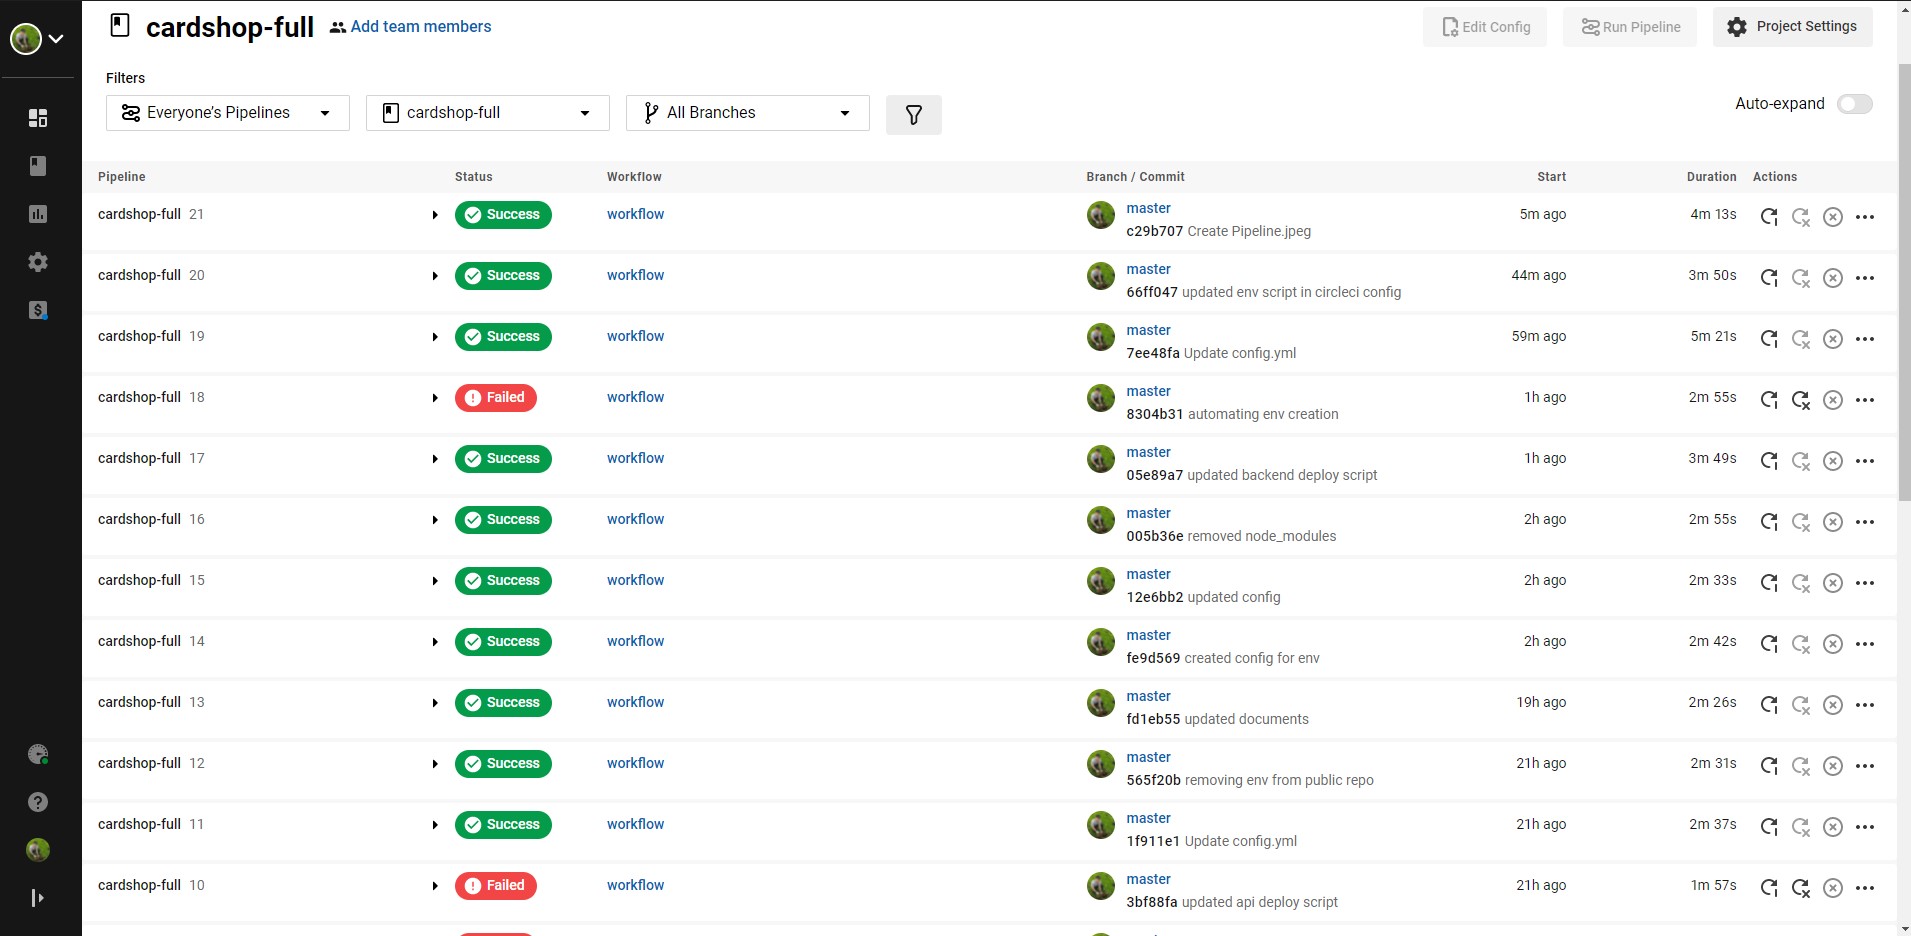 cardshop-full Add team members Edit Config Run Pipeline Project Settings
Filters
Everyone’s Pipelines cardshop-full All Branches Auto-expand
Pipeline Status Workflow Branch / Commit Start Duration Actions
cardshop-full 21 Success workflow master 5m ago 4m 13s
c29b707 Create Pipeline.jpeg
cardshop-full 20 Success workflow master 44m ago 3m 50s
66ff047 updated env script in circleci config
cardshop-full 19 Success workflow master 59m ago 5m 21s
7ee48fa Update config.yml
cardshop-full 18 Failed workflow master 1h ago 2m 55s
8304b31 automating env creation
cardshop-full 17 Success workflow master 1h ago 3m 49s
05e89a7 updated backend deploy script
cardshop-full 16 Success workflow master 2h ago 2m 55s
005b36e removed node_modules
cardshop-full 15 Success workflow master 2h ago 2m 33s
12e6bb2 updated config
cardshop-full 14 Success workflow master 2h ago 2m 42s
fe9d569 created config for env
cardshop-full 13 Success workflow master 19h ago 2m 26s
fd1eb55 updated documents
cardshop-full 12 Success workflow master 21h ago 2m 31s
565f20b removing env from public repo
cardshop-full 11 Success workflow master 21h ago 2m 37s
1f911e1 Update config.yml
cardshop-full 10 Failed workflow master 21h ago 1m 57s
3bf88fa updated api deploy script